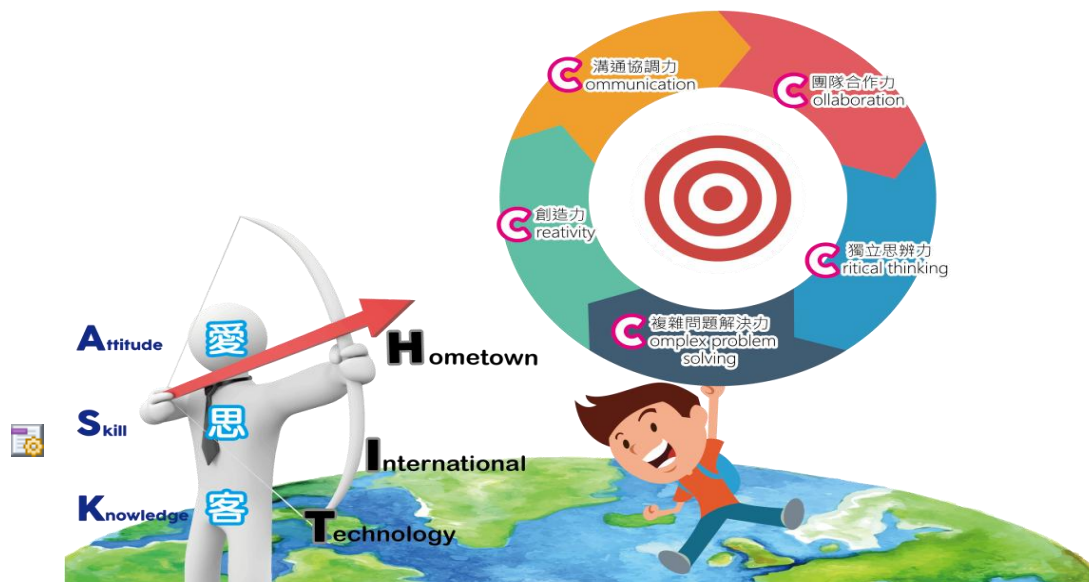 溝通協調力
Communication
團隊合作力
Collaboration
創造力
Creativity
獨立思辨力
Critical thinking
複雜問題解決力
Complex problem
solving
Attitude
愛
Hometown
Skill
思
International
Knowledge
客
Technology